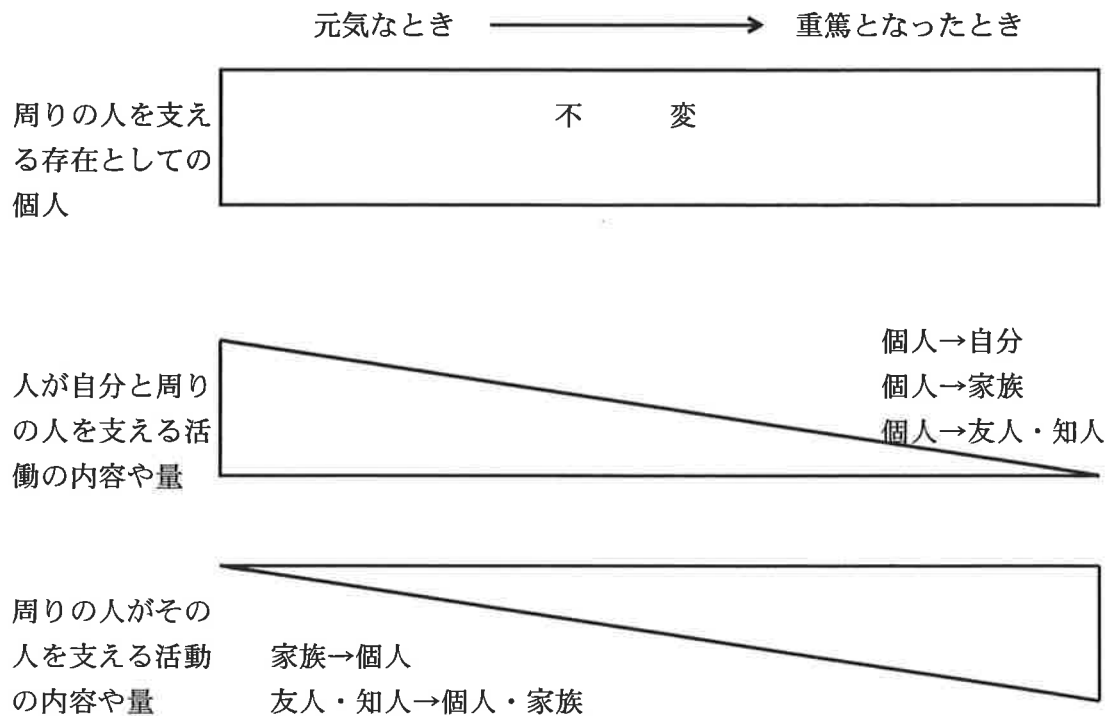 元気なとき → 重篤となったとき
周りの人を支え
る存在としての
個人
不 変
人が自分と周り
の人を支える活
働の内容や量
個人→自分
個人→家族
個人→友人・知人
周りの人がその
人を支える活動
の内容や量
家族→個人
友人・知人→個人・家族